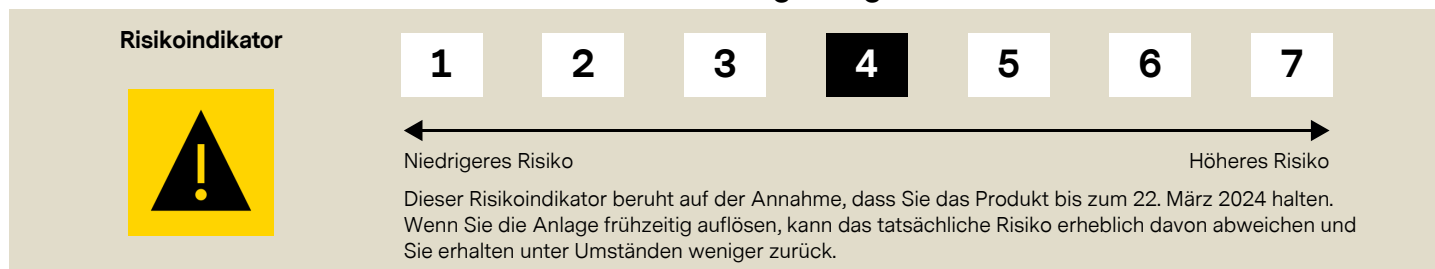 Risikoindikator
1 2 3 4 5 6 7
Niedrigeres Risiko Höheres Risiko
Dieser Risikoindikator beruht auf der Annahme, dass Sie das Produkt bis zum 22. März 2024 halten.
Wenn Sie die Anlage frühzeitig auflösen, kann das tatsächliche Risiko erheblich davon abweichen und
Sie erhalten unter Umständen weniger zurück.